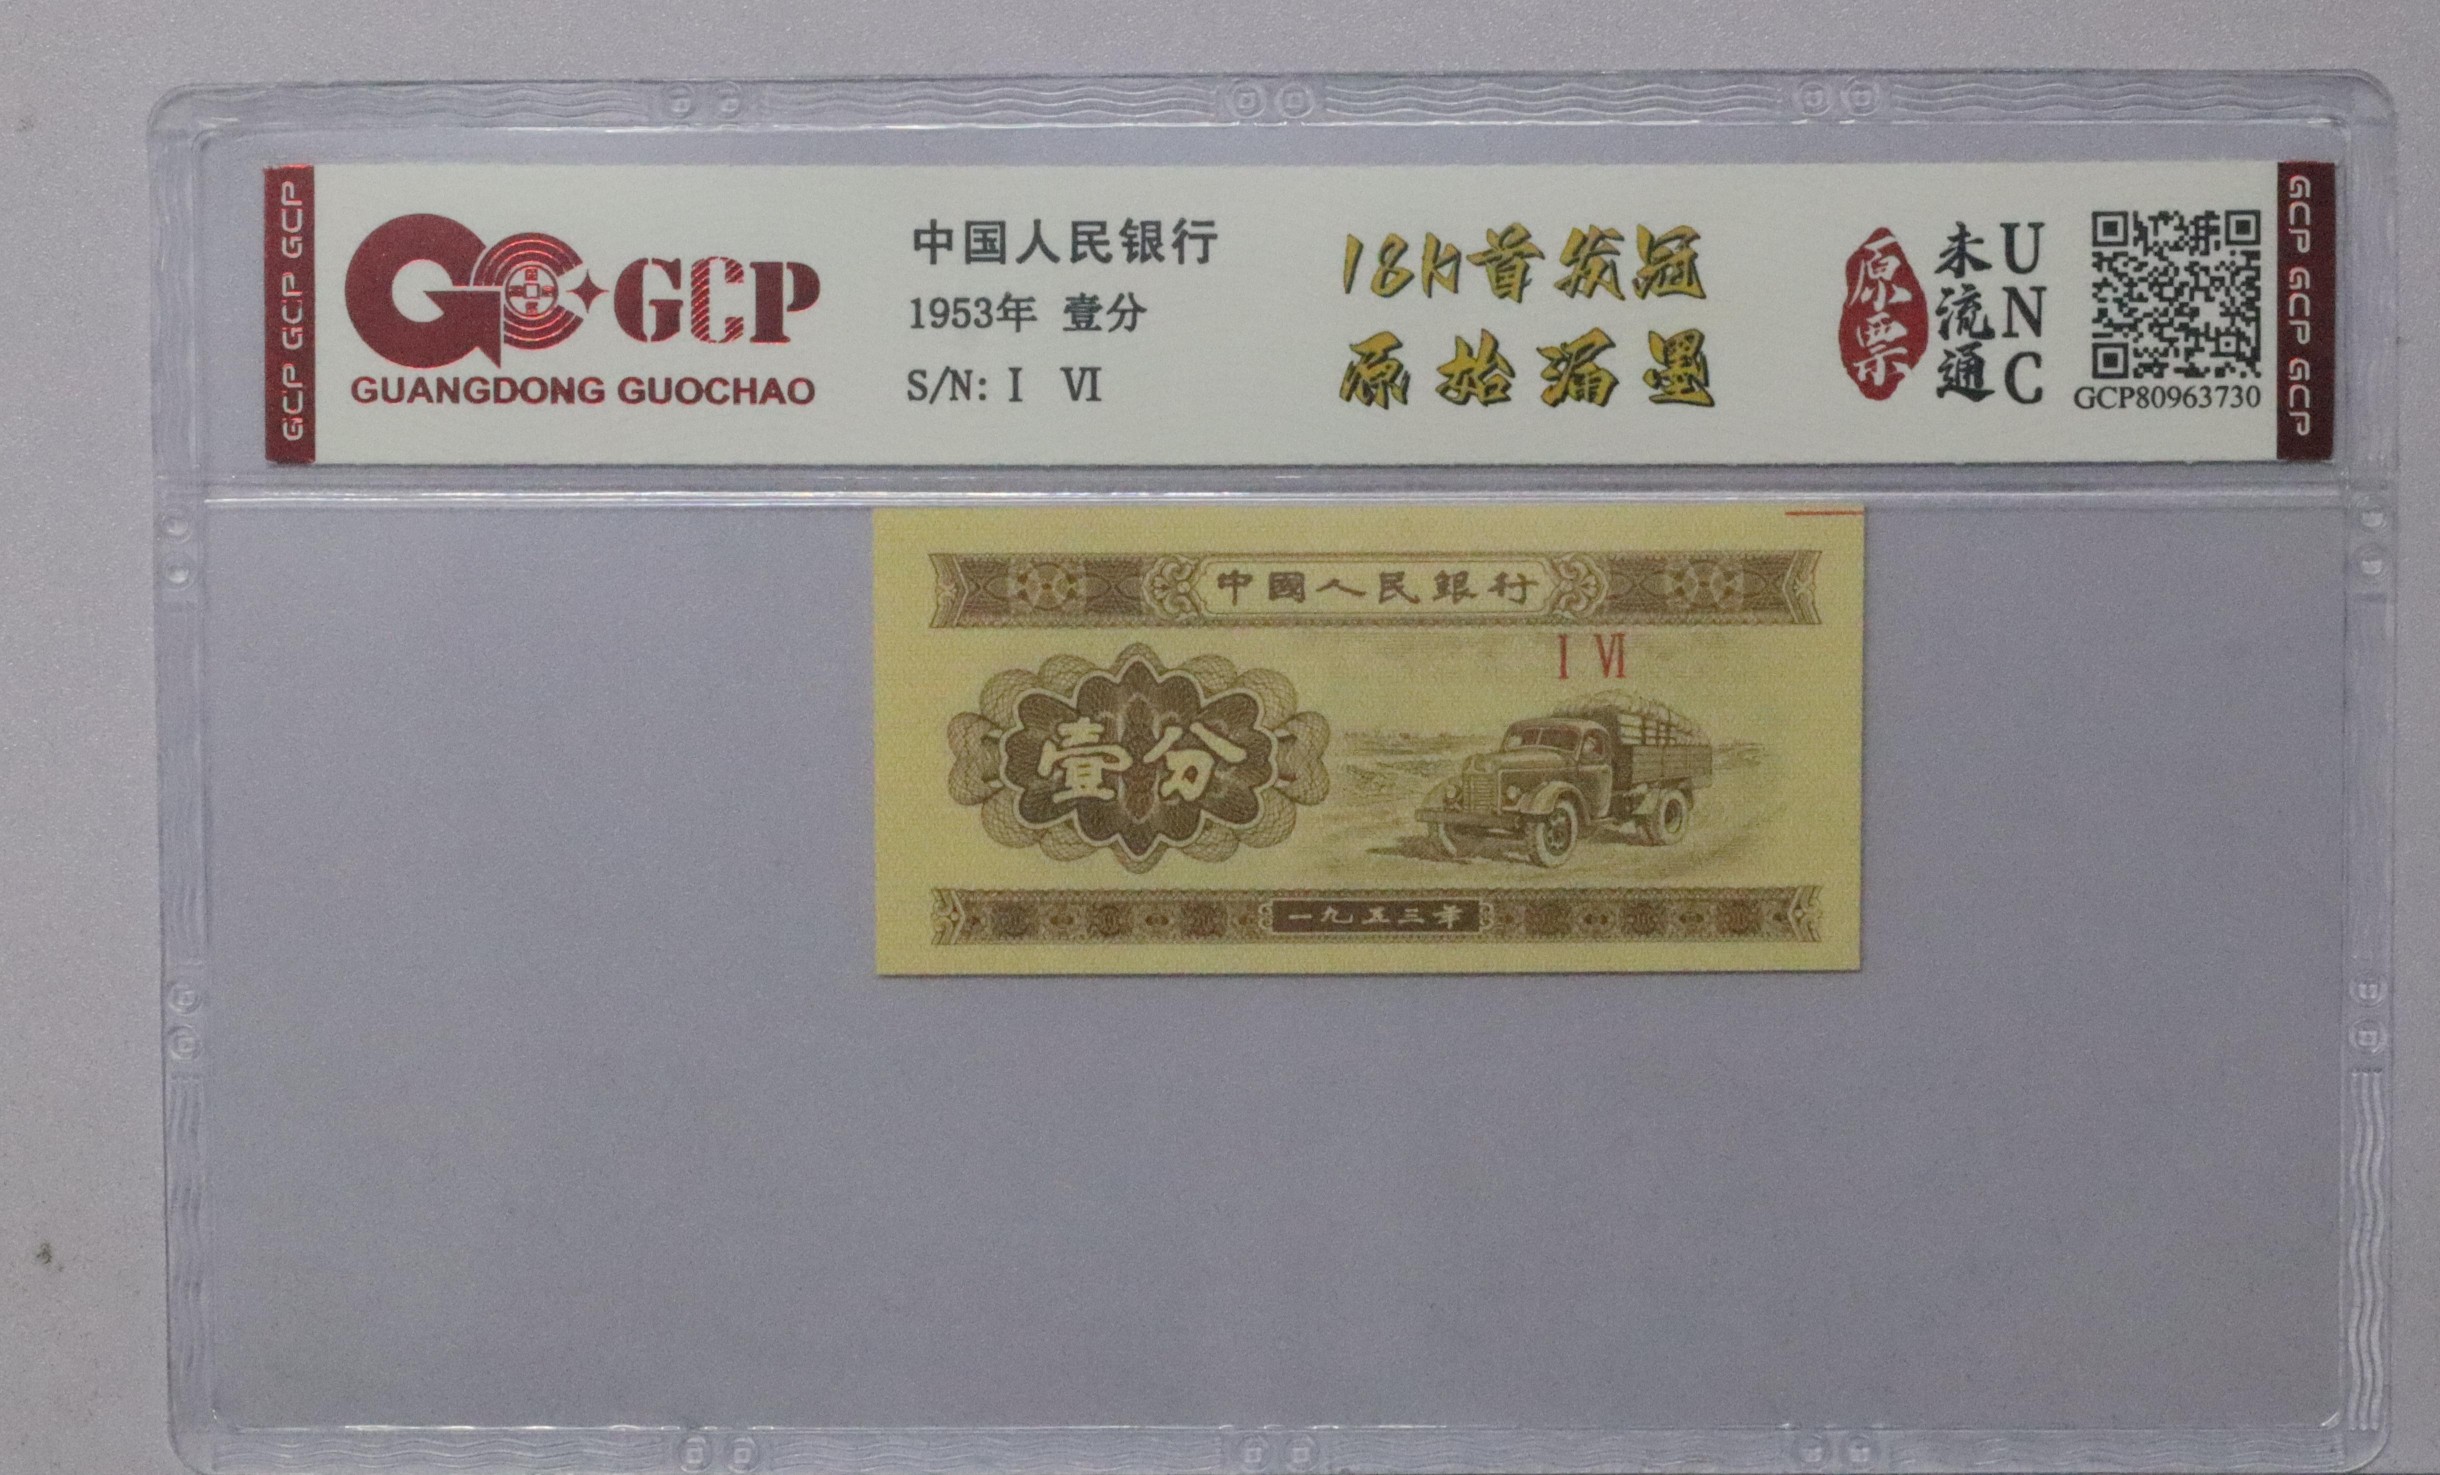 GCP GCP GCP
GCP
GUANGDONG GUOCHAO
中国人民银行
1953年 壹分
S/N: I VI
18k首发冠
原始漏墨
原票
未流通
UNC
GCP80963730
GCP GCP GCP
中國人民銀行
I VI
壹分
一九五三年